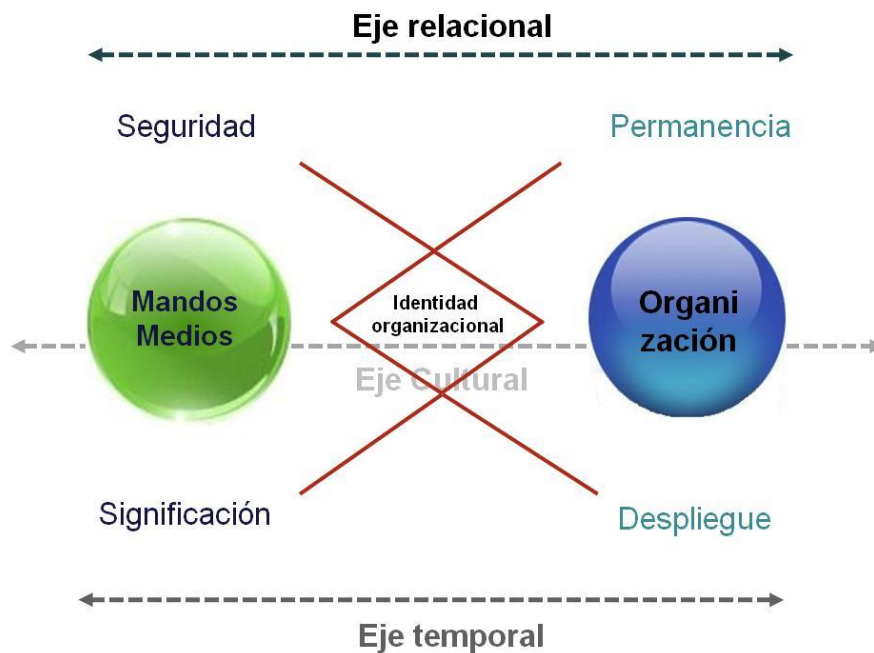 Eje relacional
Seguridad
Permanencia
Mandos
Medios
Identidad
organizacional
Organi
zación
Eje Cultural
Significación
Despliegue
Eje temporal